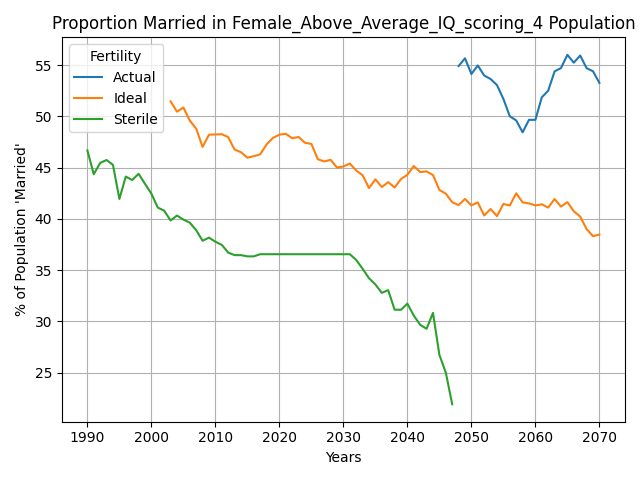 Proportion Married in Female_Above_Average_IQ_scoring_4 Population
Fertility
Actual
Ideal
Sterile
% of Population 'Married'
55
50
45
40
35
30
25
1990 2000 2010 2020 2030 2040 2050 2060 2070
Years